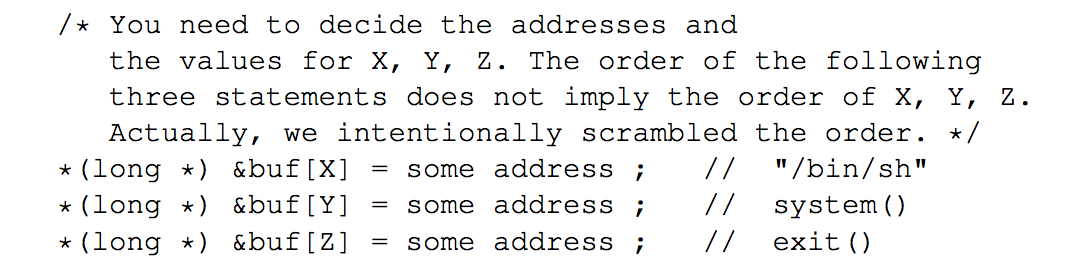 /* You need to decide the addresses and
the values for X, Y, Z. The order of the following
three statements does not imply the order of X, Y, Z.
Actually, we intentionally scrambled the order. */
*(long *) &buf[X] = some address ; // "/bin/sh"
*(long *) &buf[Y] = some address ; // system()
*(long *) &buf[Z] = some address ; // exit()